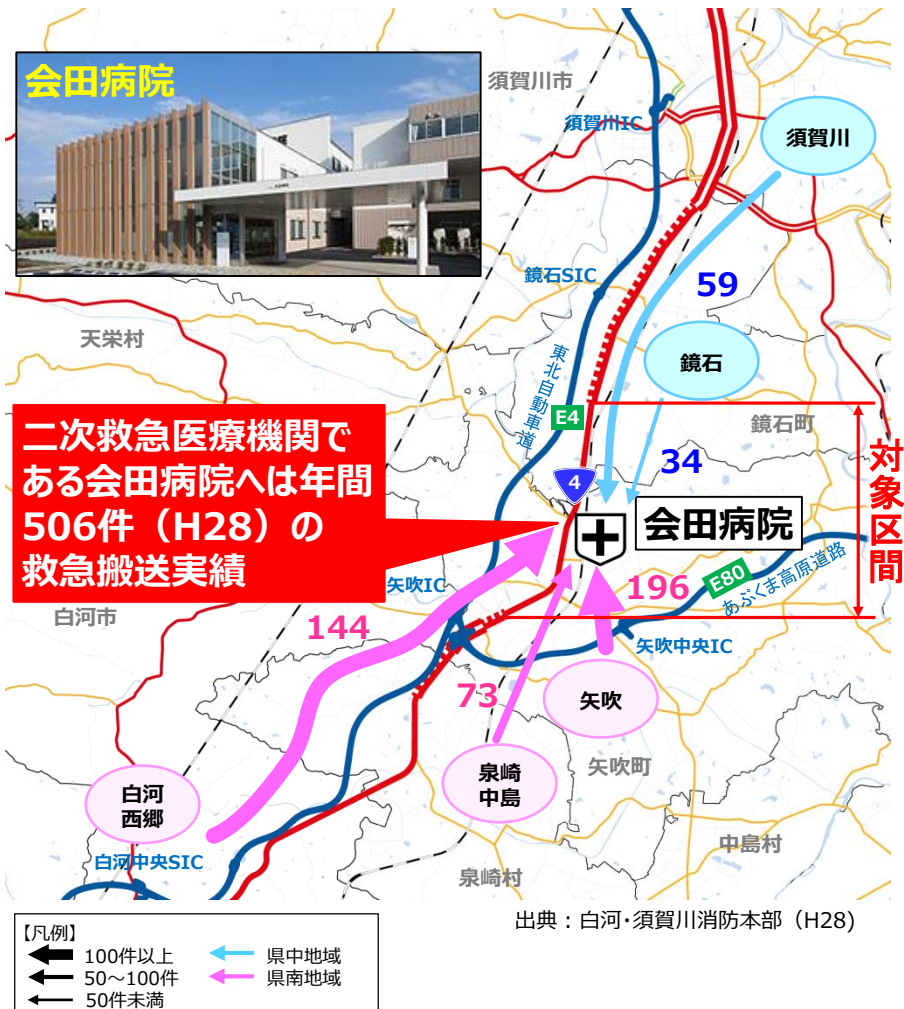 会田病院
須賀川市
須賀川IC
須賀川
59
鏡石SIC
天栄村
鏡石
東北自動車道
E4
鏡石町
二次救急医療機関で
ある会田病院へは年間
506件（H28）の
救急搬送実績
34
4
会田病院
対象区間
矢吹IC
196
E80
あぶくま高原道路
白河市
144
矢吹中央IC
73
矢吹
泉崎
中島
矢吹町
白河
西郷
中島村
白河中央SIC
泉崎村
出典：白河・須賀川消防本部（H28)
【凡例】
100件以上
県中地域
50～100件
県南地域
50件未満